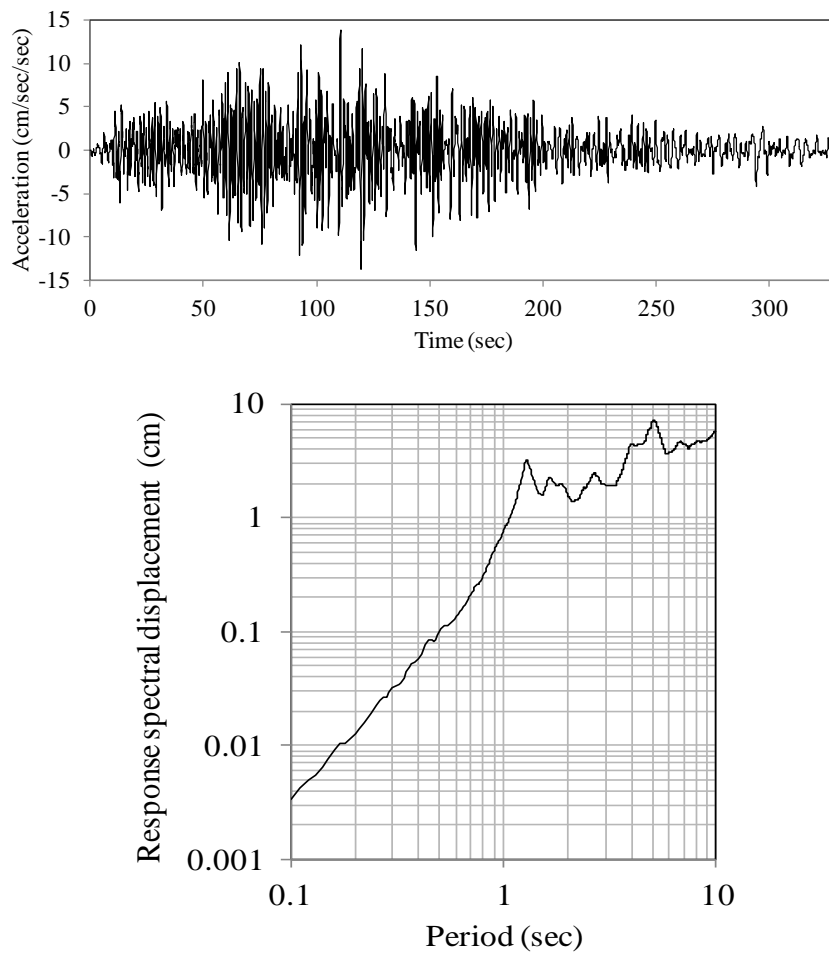 Acceleration (cm/sec/sec)
15
10
5
0
-5
-10
-15
0 50 100 150 200 250 300
Time (sec)
Response spectral displacement (cm)
10
1
0.1
0.01
0.001
0.1 1 10
Period (sec)